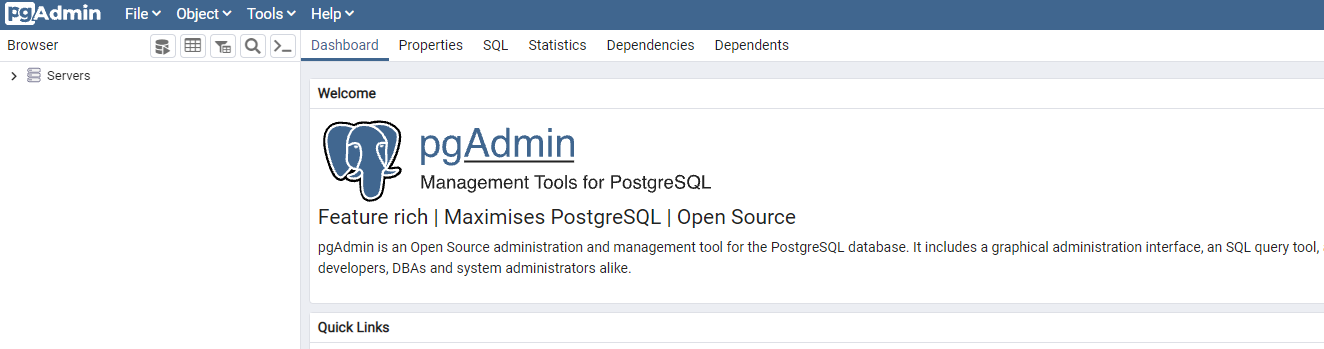 pgAdmin File Object Tools Help
Browser Dashboard Properties SQL Statistics Dependencies Dependents
Servers
Welcome
pgAdmin
Management Tools for PostgreSQL
Feature rich | Maximises PostgreSQL | Open Source
pgAdmin is an Open Source administration and management tool for the PostgreSQL database. It includes a graphical administration interface, an SQL query tool,
developers, DBAs and system administrators alike.
Quick Links